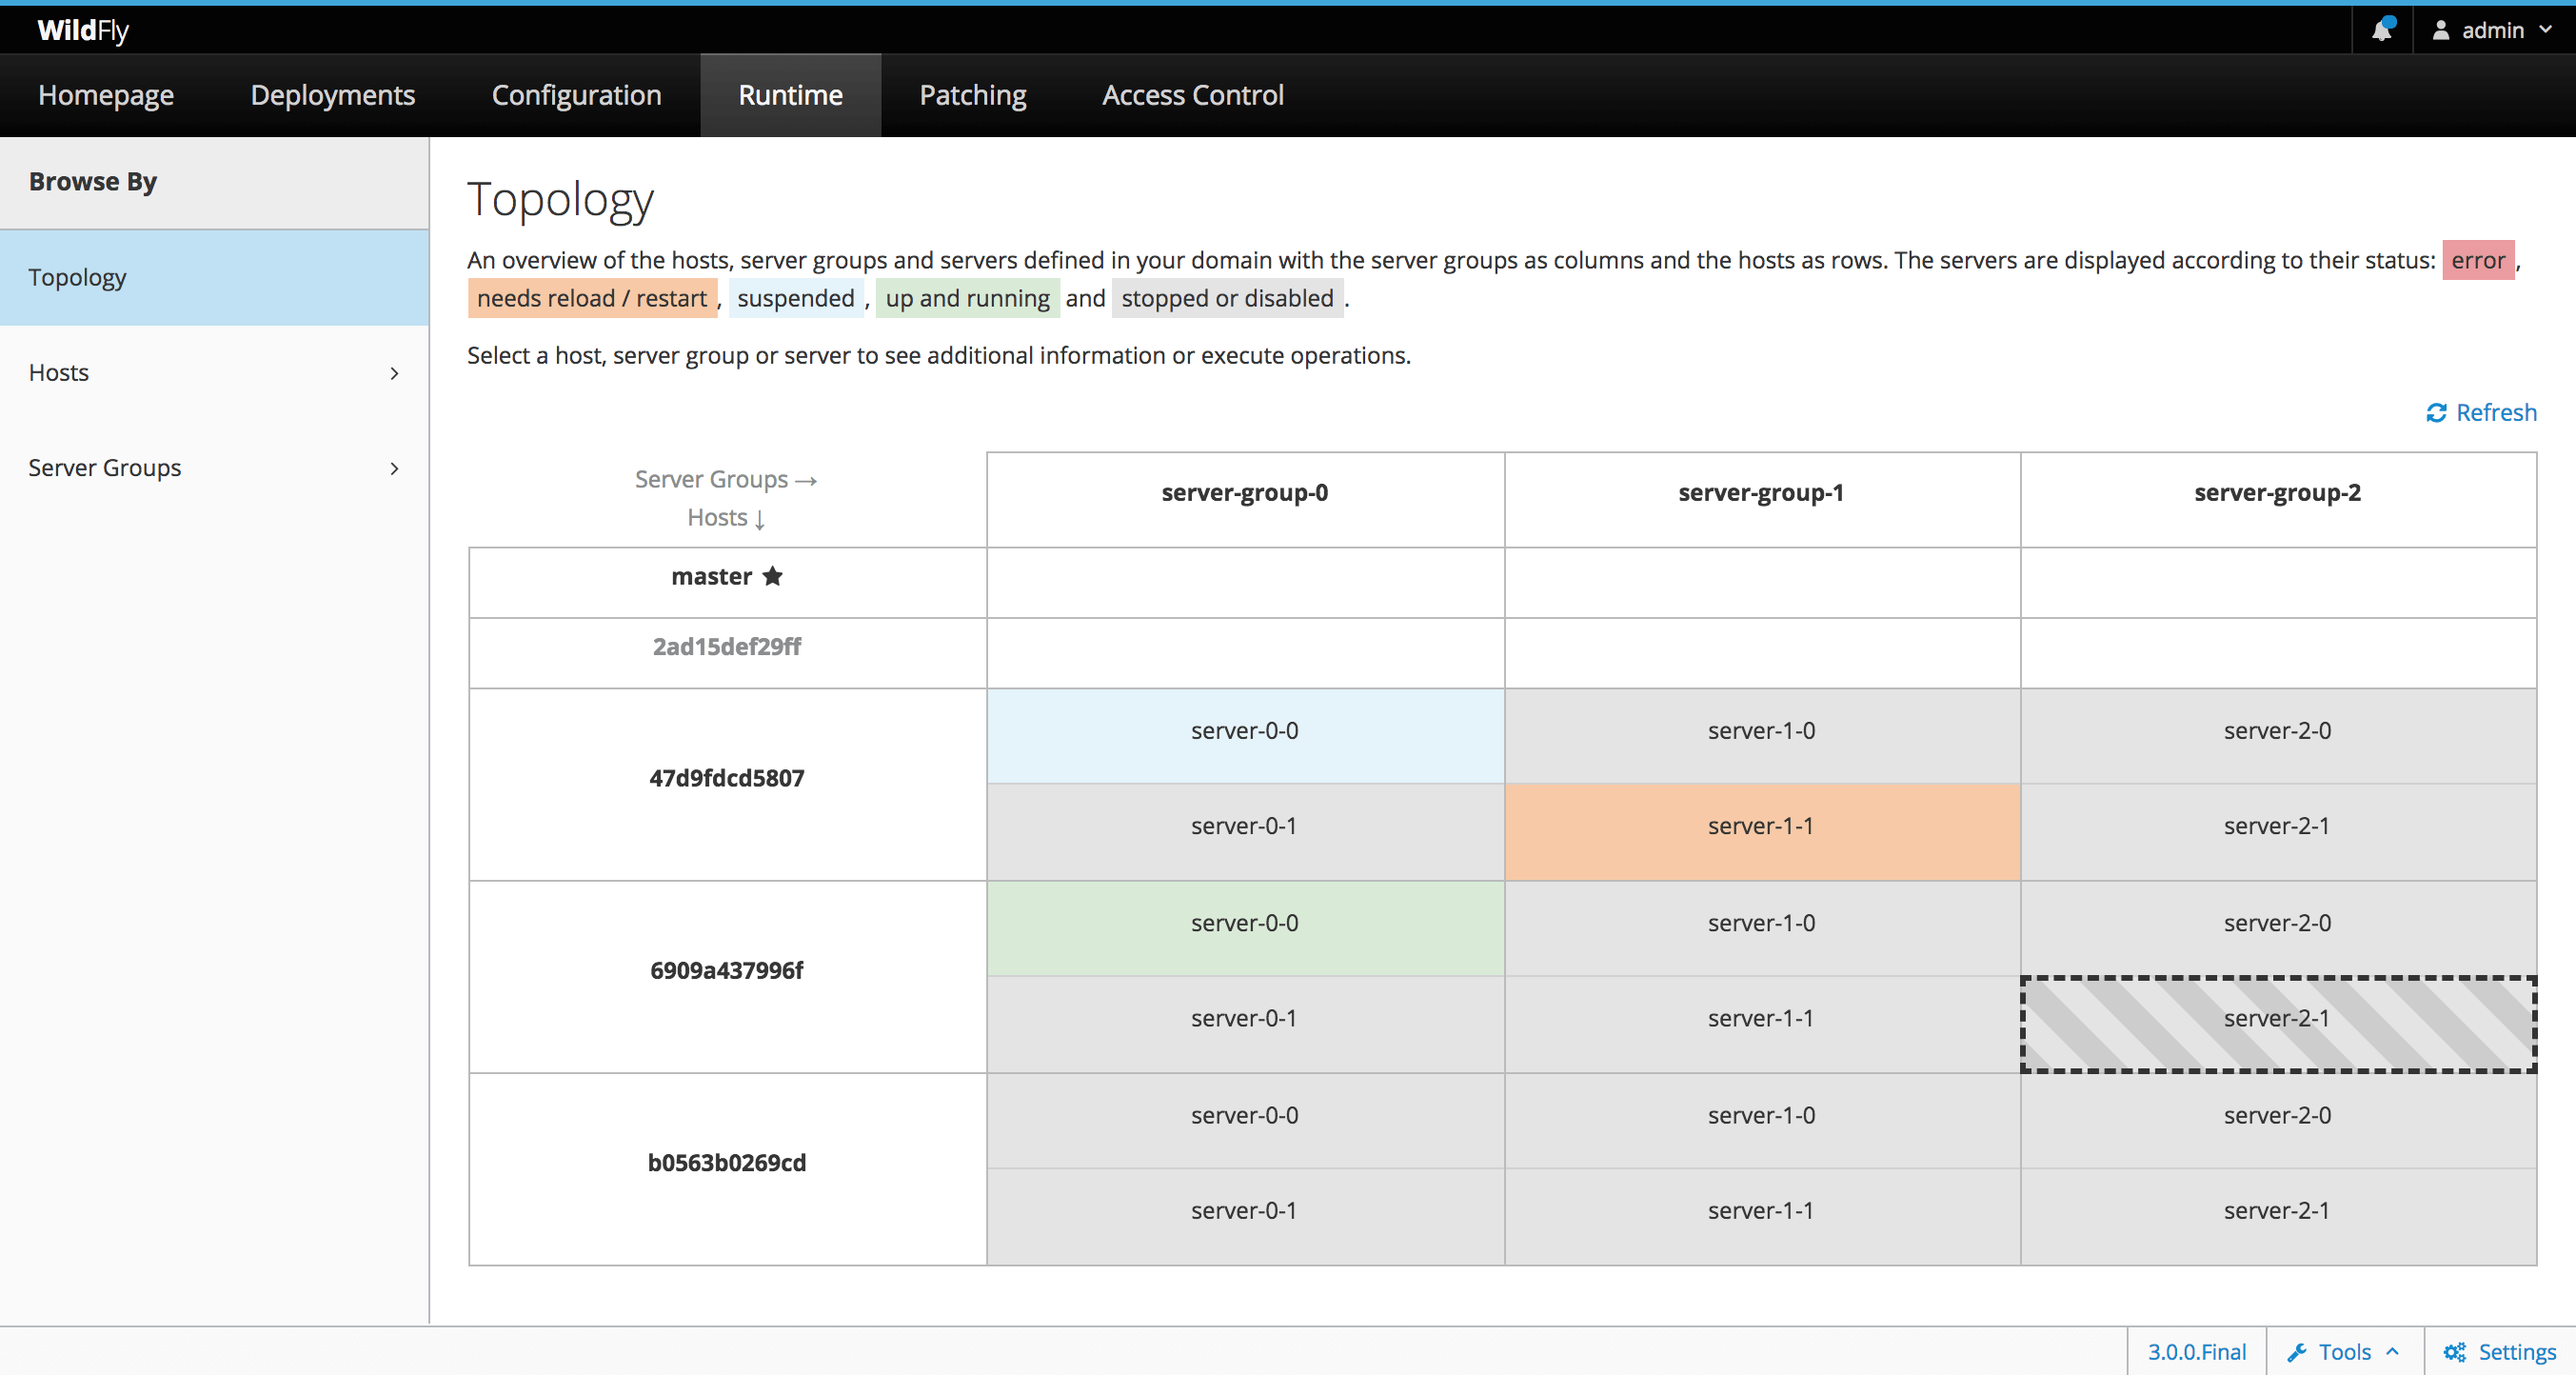 WildFly
admin
Homepage Deployments Configuration Runtime Patching Access Control
Browse By
Topology
Hosts
Server Groups
Topology
An overview of the hosts, server groups and servers defined in your domain with the server groups as columns and the hosts as rows. The servers are displayed according to their status: error ,
needs reload / restart , suspended , up and running and stopped or disabled .
Select a host, server group or server to see additional information or execute operations.
Refresh
Server Groups →
Hosts ↓
server-group-0 server-group-1 server-group-2
master ★
2ad15def29ff
47d9fdcd5807
server-0-0 server-1-0 server-2-0
server-0-1 server-1-1 server-2-1
6909a437996f
server-0-0 server-1-0 server-2-0
server-0-1 server-1-1 server-2-1
b0563b0269cd
server-0-0 server-1-0 server-2-0
server-0-1 server-1-1 server-2-1
3.0.0.Final Tools Settings